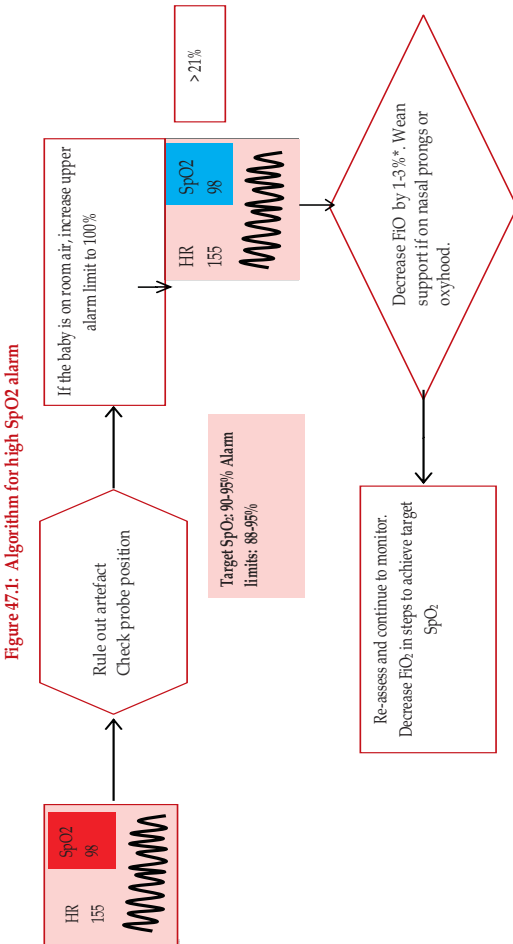 Figure 47.1: Algorithm for high SpO2 alarm
HR
155
SpO2
98
Rule out artefact
Check probe position
If the baby is on room air, increase upper
alarm limit to 100%
HR
155
SpO2
98
> 21%
Target SpO₂: 90-95% Alarm
limits: 88-95%
Decrease FiO by 1-3%*. Wean
support if on nasal prongs or
oxyhood.
Re-assess and continue to monitor.
Decrease FiO₂ in steps to achieve target
SpO₂